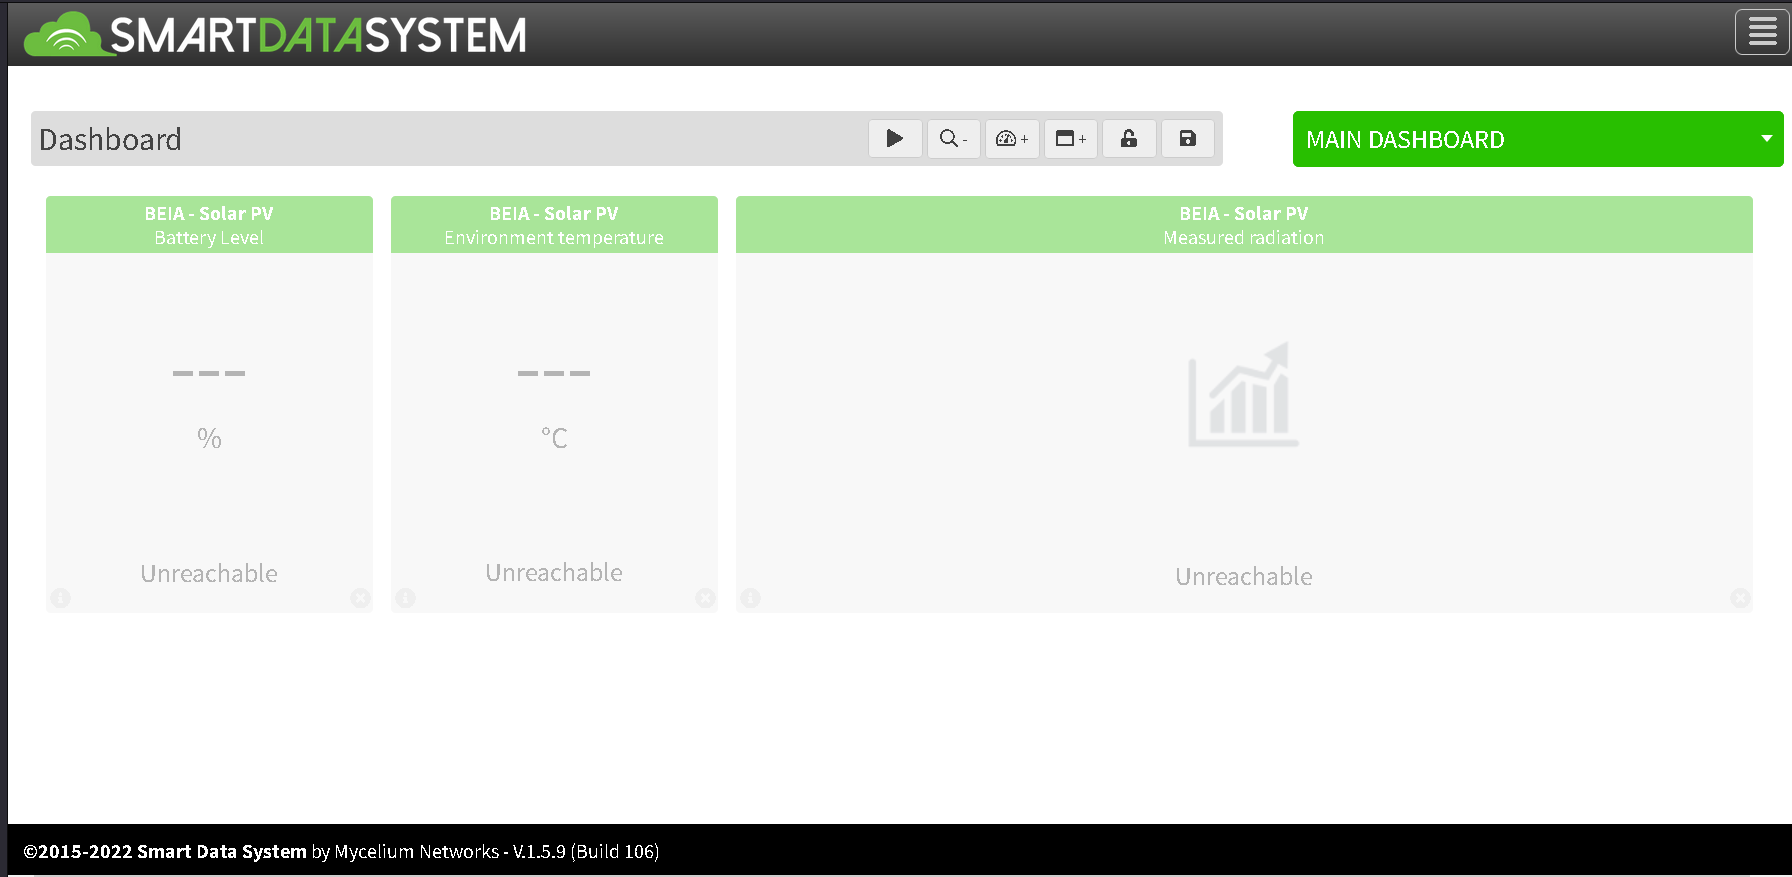 SMARTDATASYSTEM
Dashboard
-
+
+
MAIN DASHBOARD
BEIA - Solar PV
Battery Level
---
%
Unreachable
BEIA - Solar PV
Environment temperature
---
°C
Unreachable
BEIA - Solar PV
Measured radiation
Unreachable
©2015-2022 Smart Data System by Mycelium Networks - V.1.5.9 (Build 106)